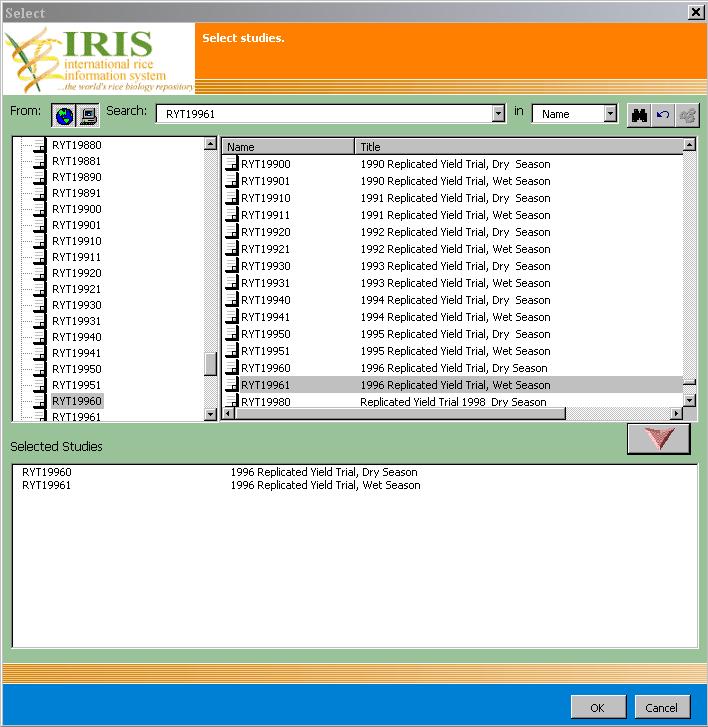 Select
IRIS
international rice
information system
...the world's rice biology repository
Select studies.
From: Search: RYT19961 in Name
RYT19880
RYT19881
RYT19890
RYT19891
RYT19900
RYT19901
RYT19910
RYT19911
RYT19920
RYT19921
RYT19930
RYT19931
RYT19940
RYT19941
RYT19950
RYT19951
RYT19960
RYT19961
Name Title
RYT19900 1990 Replicated Yield Trial, Dry Season
RYT19901 1990 Replicated Yield Trial, Wet Season
RYT19910 1991 Replicated Yield Trial, Dry Season
RYT19911 1991 Replicated Yield Trial, Wet Season
RYT19920 1992 Replicated Yield Trial, Dry Season
RYT19921 1992 Replicated Yield Trial, Wet Season
RYT19930 1993 Replicated Yield Trial, Dry Season
RYT19931 1993 Replicated Yield Trial, Wet Season
RYT19940 1994 Replicated Yield Trial, Dry Season
RYT19941 1994 Replicated Yield Trial, Wet Season
RYT19950 1995 Replicated Yield Trial, Dry Season
RYT19951 1995 Replicated Yield Trial, Wet Season
RYT19960 1996 Replicated Yield Trial, Dry Season
RYT19961 1996 Replicated Yield Trial, Wet Season
RYT19980 Replicated Yield Trial 1998 Dry Season
Selected Studies
RYT19960 1996 Replicated Yield Trial, Dry Season
RYT19961 1996 Replicated Yield Trial, Wet Season
OK Cancel